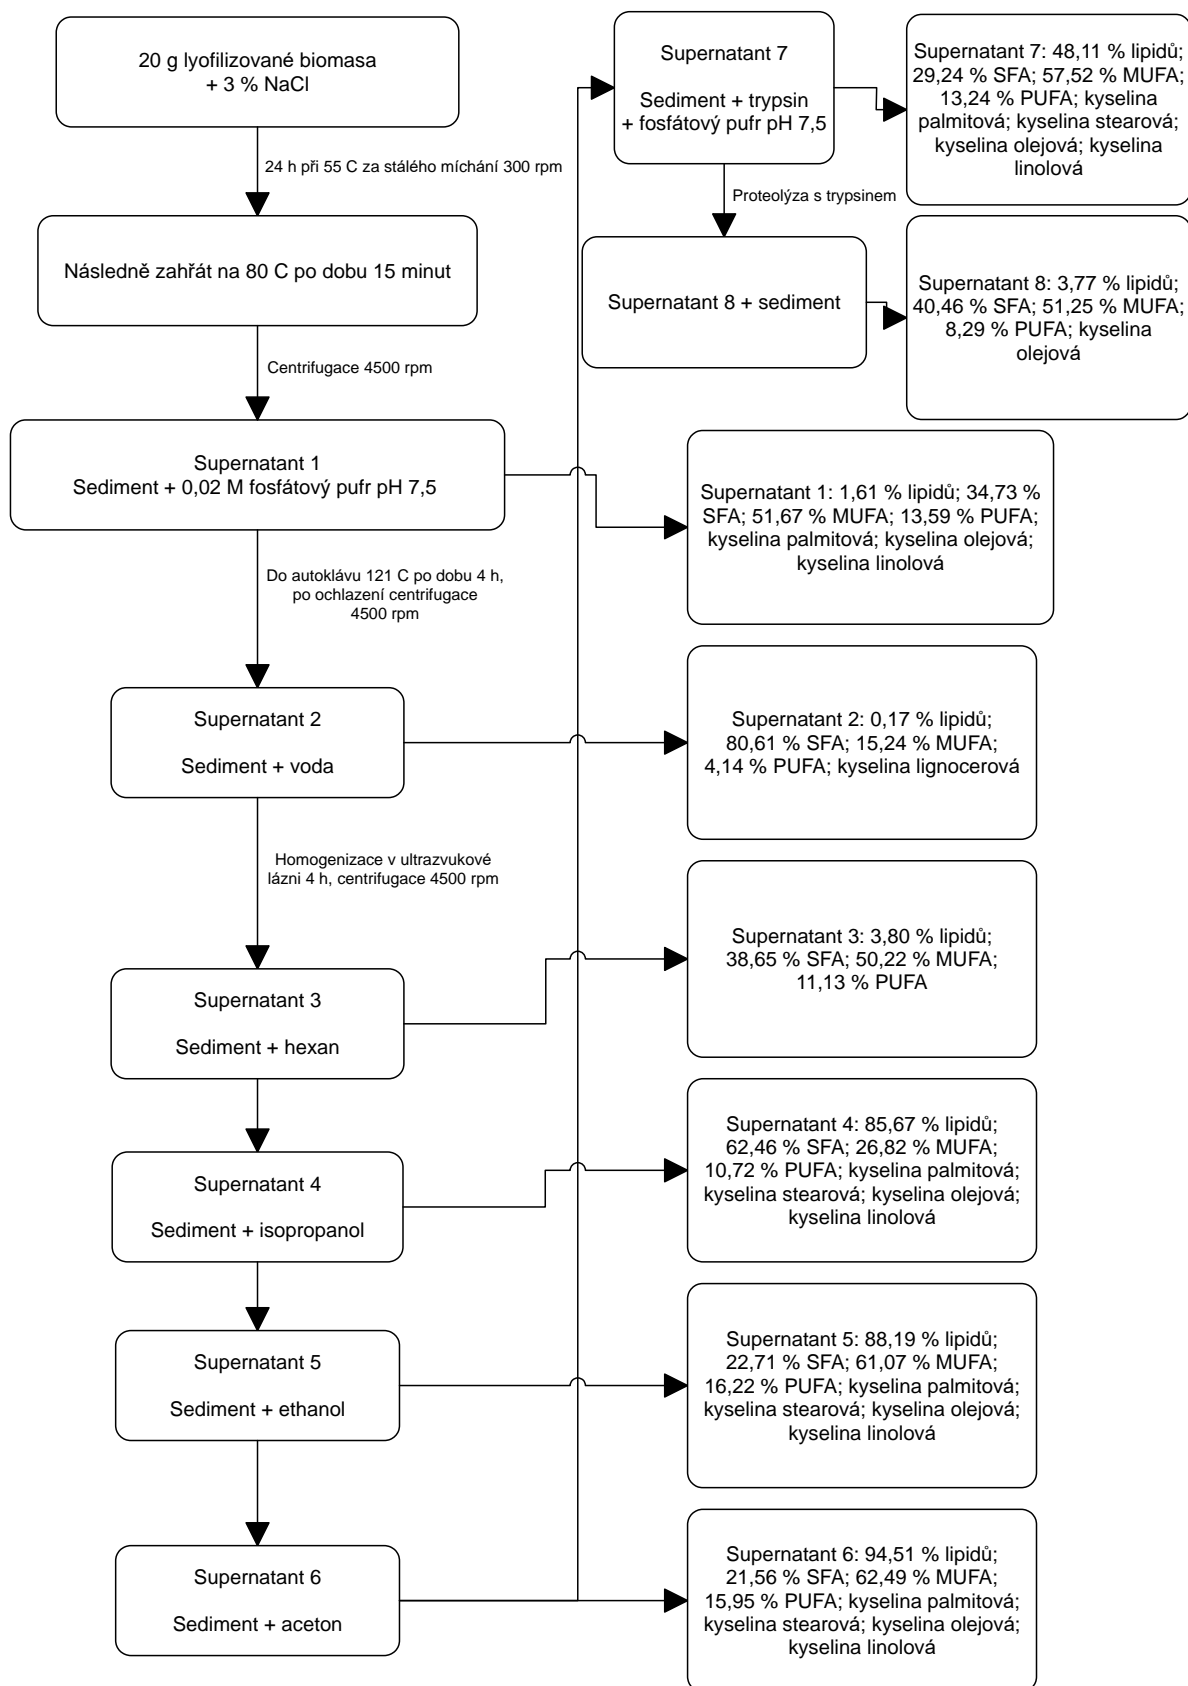 20 g lyofilizované biomasa
+ 3 % NaCl
24 h při 55 C za stálého míchání 300 rpm
Následně zahřát na 80 C po dobu 15 minut
Centrifugace 4500 rpm
Supernatant 1
Sediment + 0,02 M fosfátový pufr pH 7,5
Do autoklávu 121 C po dobu 4 h,
po ochlazení centrifugace
4500 rpm
Supernatant 2
Sediment + voda
Homogenizace v ultrazvukové
lázni 4 h, centrifugace 4500 rpm
Supernatant 3
Sediment + hexan
Supernatant 4
Sediment + isopropanol
Supernatant 5
Sediment + ethanol
Supernatant 6
Sediment + aceton
Supernatant 7
Sediment + trypsin
+ fosfátový pufr pH 7,5
Proteolýza s trypsinem
Supernatant 8 + sediment
Supernatant 7: 48,11 % lipidů;
29,24 % SFA; 57,52 % MUFA;
13,24 % PUFA; kyselina
palmitová; kyselina stearová;
kyselina olejová; kyselina
linolová
Supernatant 8: 3,77 % lipidů;
40,46 % SFA; 51,25 % MUFA;
8,29 % PUFA; kyselina
olejová
Supernatant 1: 1,61 % lipidů; 34,73 %
SFA; 51,67 % MUFA; 13,59 % PUFA;
kyselina palmitová; kyselina olejová;
kyselina linolová
Supernatant 2: 0,17 % lipidů;
80,61 % SFA; 15,24 % MUFA;
4,14 % PUFA; kyselina lignocerová
Supernatant 3: 3,80 % lipidů;
38,65 % SFA; 50,22 % MUFA;
11,13 % PUFA
Supernatant 4: 85,67 % lipidů;
62,46 % SFA; 26,82 % MUFA;
10,72 % PUFA; kyselina palmitová;
kyselina stearová; kyselina olejová;
kyselina linolová
Supernatant 5: 88,19 % lipidů;
22,71 % SFA; 61,07 % MUFA;
16,22 % PUFA; kyselina palmitová;
kyselina stearová; kyselina olejová;
kyselina linolová
Supernatant 6: 94,51 % lipidů;
21,56 % SFA; 62,49 % MUFA;
15,95 % PUFA; kyselina palmitová;
kyselina stearová; kyselina olejová;
kyselina linolová